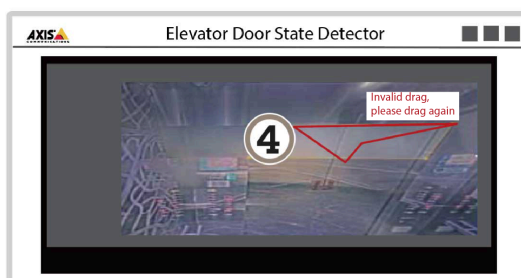 AXIS
COMMUNICATIONS
Elevator Door State Detector
Invalid drag,
please drag again
4